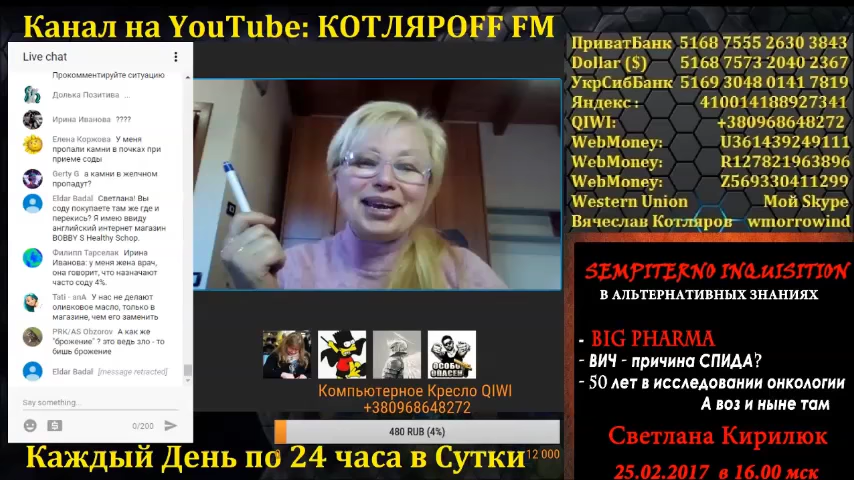 Канал на YouTube: КОТЛЯРOFF FM
Live chat
Прокомментируйте ситуацию
Долька Позитива ...
Ирина Иванова ????
Елена Коржова У меня
пропали камни в почках при
приеме соды
Gerty G а камни в желчном
пропадут?
Eldar Badal Светлана! Вы
соду покупаете там же где и
перекись? Я имею ввиду
английский интернет магазин
BOBBY S Healthy Schop.
Филипп Тарселак Ирина
Иванова: у меня жена врач,
она говорит, что назначают
часто соду 4%.
Tati - anA У нас не делают
оливковое масло, только в
магазине, чем его заменить
PRK/AS Obzorov А как же
"брожение" ? это ведь зло - то
бишь брожение
Eldar Badal [message retracted]
Say something...
0/200
ОСОБО
ОПАСЕН
Компьютерное Кресло QIWI
+380968648272
480 RUB (4%)
12 000
Каждый День по 24 часа в Сутки
ПриватБанк 5168 7555 2630 3843
Dollar ($) 5168 7573 2040 2367
УкрСибБанк 5169 3048 0141 7819
Яндекс : 410014188927341
QIWI: +380968648272
WebMoney: U361439249111
WebMoney: R127821963896
WebMoney: Z569330411299
Western Union Мой Skype
Вячеслав Котляров wmorrowind
SEMPITERNO INQUISITION
В АЛЬТЕРНАТИВНЫХ ЗНАНИЯХ
- BIG PHARMA
- ВИЧ - причина СПИДА?
- 50 лет в исследовании онкологии
А воз и ныне там
Светлана Кирилюк
25.02.2017 в 16.00 мск